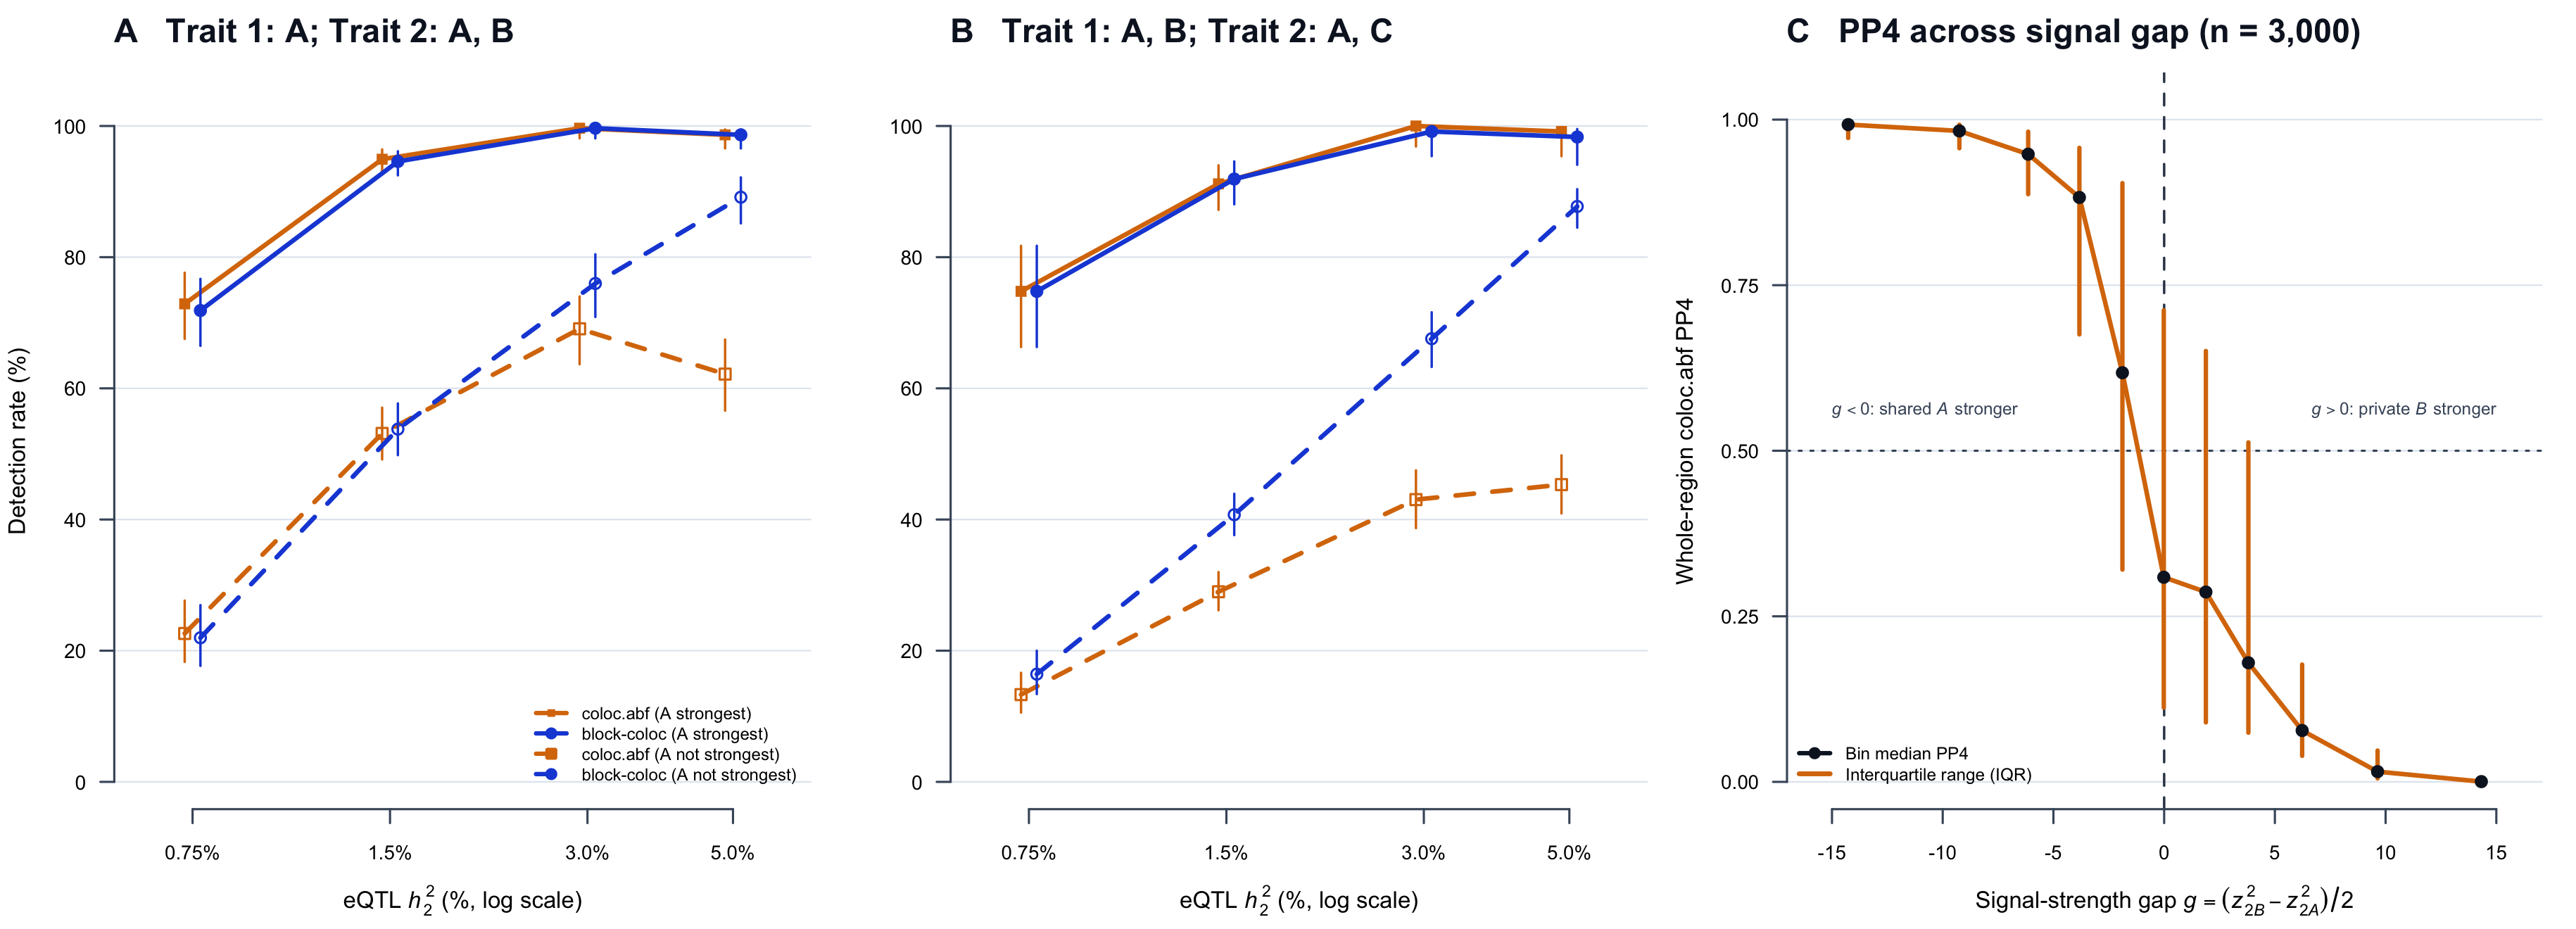 A Trait 1: A; Trait 2: A, B
Detection rate (%)
100
80
60
40
20
0
coloc.abf (A strongest)
block-coloc (A strongest)
coloc.abf (A not strongest)
block-coloc (A not strongest)
0.75% 1.5% 3.0% 5.0%
eQTL h₂² (%, log scale)
B Trait 1: A, B; Trait 2: A, C
100
80
60
40
20
0
0.75% 1.5% 3.0% 5.0%
eQTL h₂² (%, log scale)
C PP4 across signal gap (n = 3,000)
Whole-region coloc.abf PP4
1.00
0.75
0.50
0.25
0.00
g < 0: shared A stronger
g > 0: private B stronger
Bin median PP4
Interquartile range (IQR)
-15 -10 -5 0 5 10 15
Signal-strength gap g = (z²₂B − z²₂A)/2